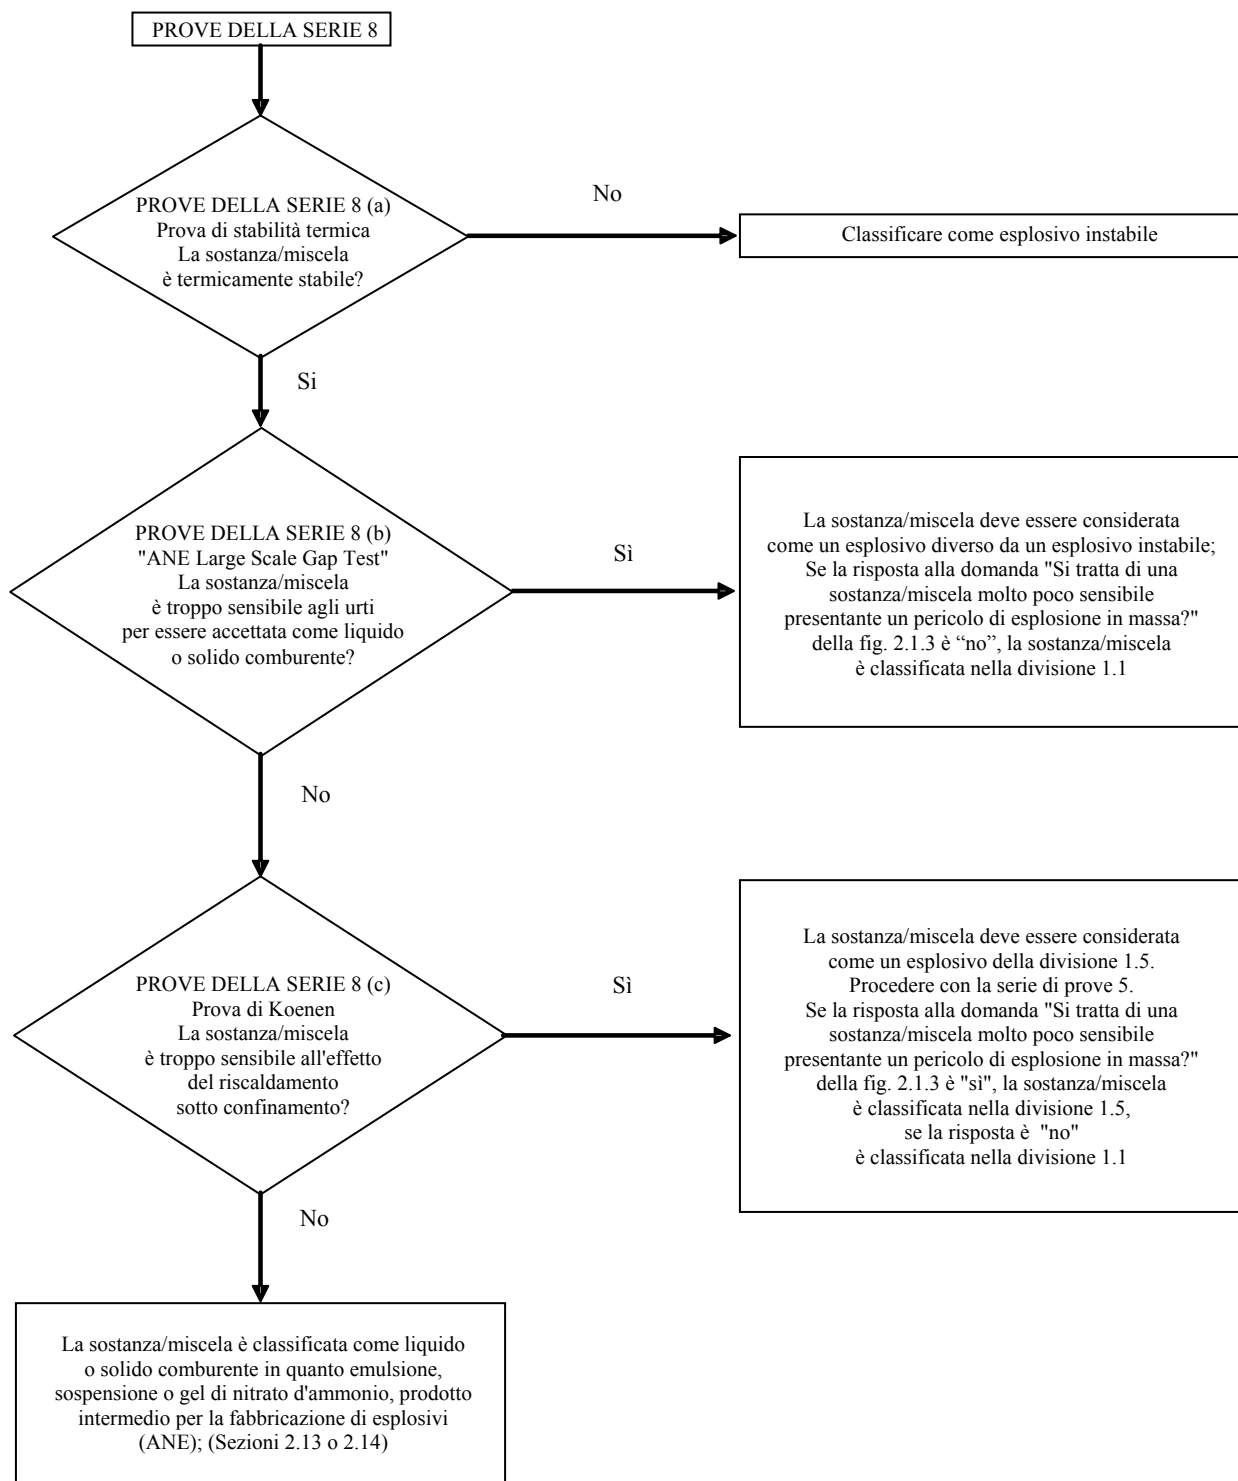 PROVE DELLA SERIE 8
PROVE DELLA SERIE 8 (a)
Prova di stabilità termica
La sostanza/miscela
è termicamente stabile?
No
Classificare come esplosivo instabile
Si
PROVE DELLA SERIE 8 (b)
"ANE Large Scale Gap Test"
La sostanza/miscela
è troppo sensibile agli urti
per essere accettata come liquido
o solido comburente?
Sì
La sostanza/miscela deve essere considerata
come un esplosivo diverso da un esplosivo instabile;
Se la risposta alla domanda "Si tratta di una
sostanza/miscela molto poco sensibile
presentante un pericolo di esplosione in massa?"
della fig. 2.1.3 è “no”, la sostanza/miscela
è classificata nella divisione 1.1
No
PROVE DELLA SERIE 8 (c)
Prova di Koenen
La sostanza/miscela
è troppo sensibile all'effetto
del riscaldamento
sotto confinamento?
Sì
La sostanza/miscela deve essere considerata
come un esplosivo della divisione 1.5.
Procedere con la serie di prove 5.
Se la risposta alla domanda "Si tratta di una
sostanza/miscela molto poco sensibile
presentante un pericolo di esplosione in massa?"
della fig. 2.1.3 è "sì", la sostanza/miscela
è classificata nella divisione 1.5,
se la risposta è "no"
è classificata nella divisione 1.1
No
La sostanza/miscela è classificata come liquido
o solido comburente in quanto emulsione,
sospensione o gel di nitrato d'ammonio, prodotto
intermedio per la fabbricazione di esplosivi
(ANE); (Sezioni 2.13 o 2.14)